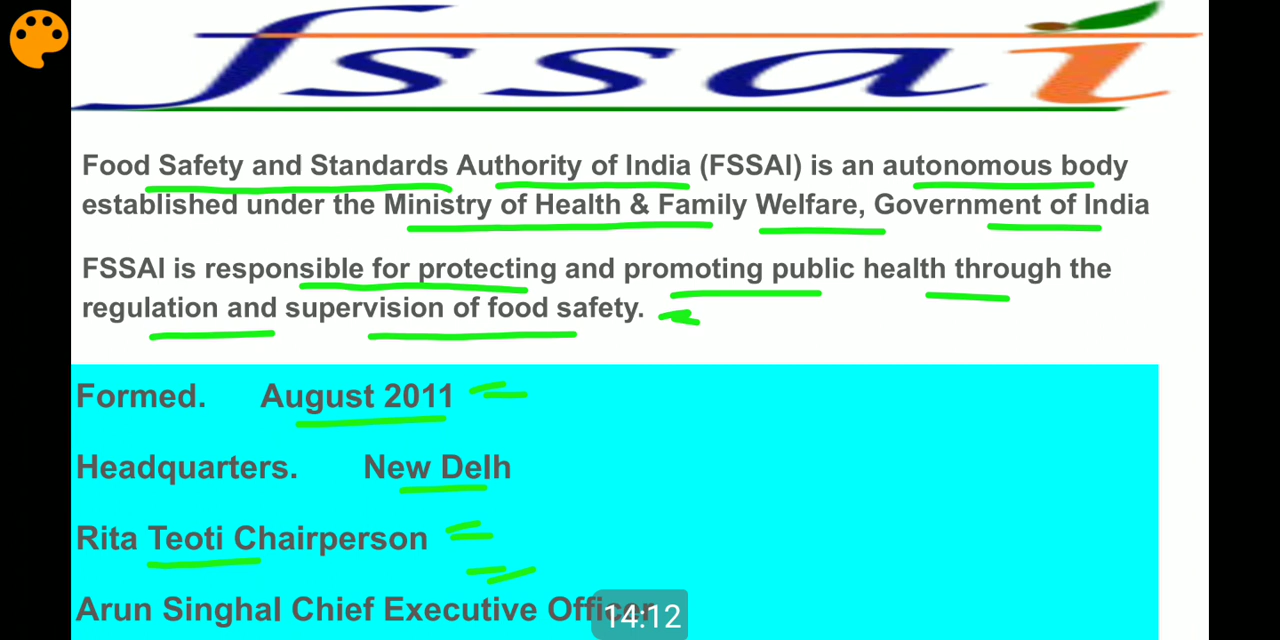 fssai
Food Safety and Standards Authority of India (FSSAI) is an autonomous body
established under the Ministry of Health & Family Welfare, Government of India
FSSAI is responsible for protecting and promoting public health through the
regulation and supervision of food safety.
Formed. August 2011
Headquarters. New Delh
Rita Teoti Chairperson
Arun Singhal Chief Executive Officer
14:12